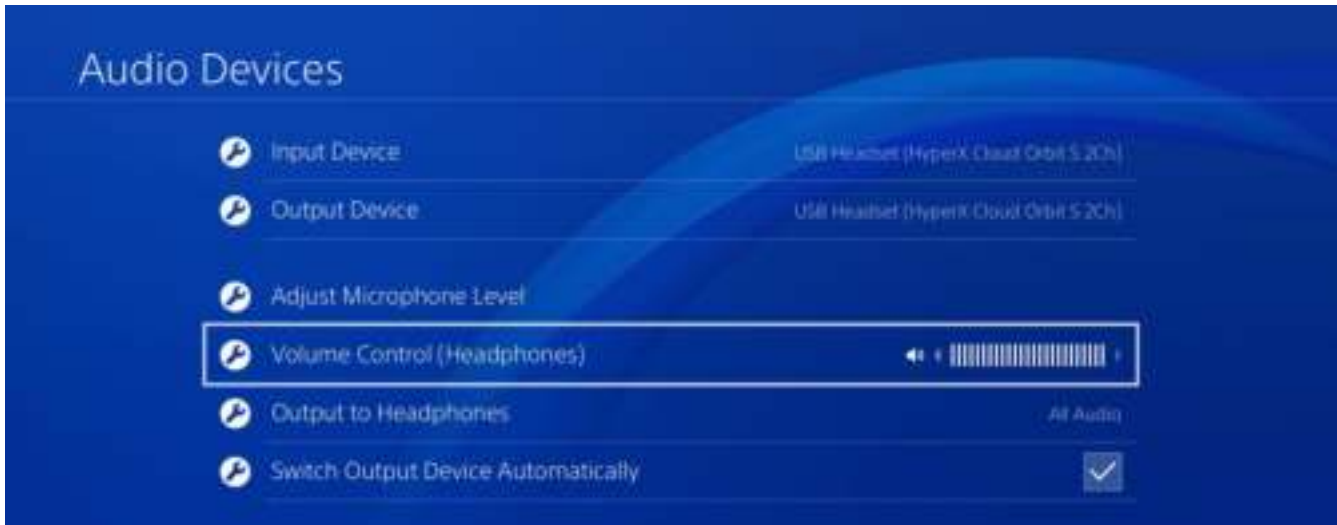 Audio Devices
Input Device
USB Headset (HyperX Cloud Orbit S 2Ch)
Output Device
USB Headset (HyperX Cloud Orbit S 2Ch)
Adjust Microphone Level
Volume Control (Headphones)
Output to Headphones
All Audio
Switch Output Device Automatically